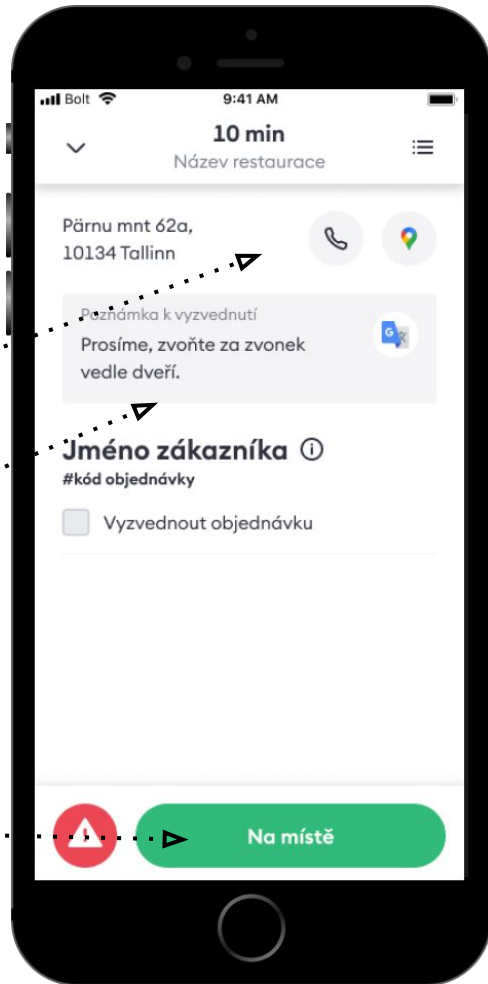 Bolt
9:41 AM
10 min
Název restaurace
Pärnu mnt 62a,
10134 Tallinn
Poznámka k vyzvednutí
Prosíme, zvoňte za zvonek
vedle dveří.
Jméno zákazníka
#kód objednávky
Vyzvednout objednávku
Na místě